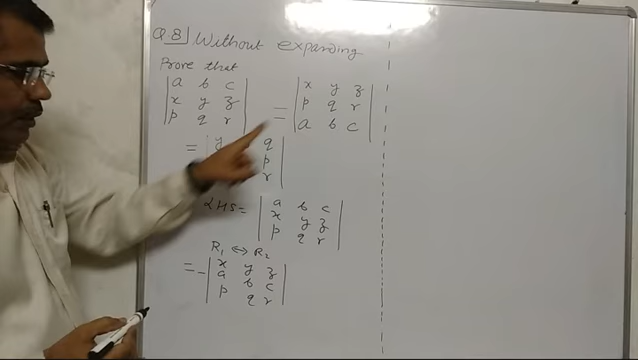 Q.8] Without expanding
Prove that
| a b c |
| x y z |
| p q r |
= | x y z |
| p q r |
| a b c |
= | y q |
p |
r |
LHS = | a b c |
| x y z |
| p q r |
R₁ ↔ R₂
= - | x y z |
| a b c |
| p q r |